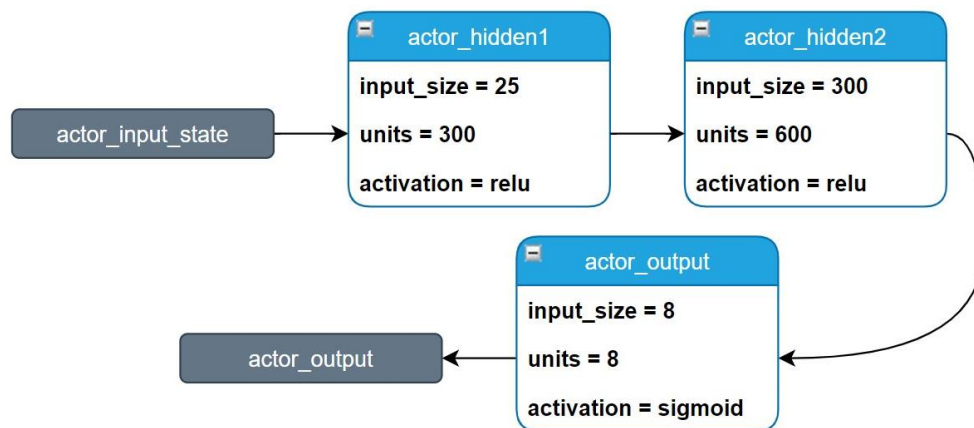 actor_input_state
actor_hidden1
input_size = 25
units = 300
activation = relu
actor_hidden2
input_size = 300
units = 600
activation = relu
actor_output
input_size = 8
units = 8
activation = sigmoid
actor_output